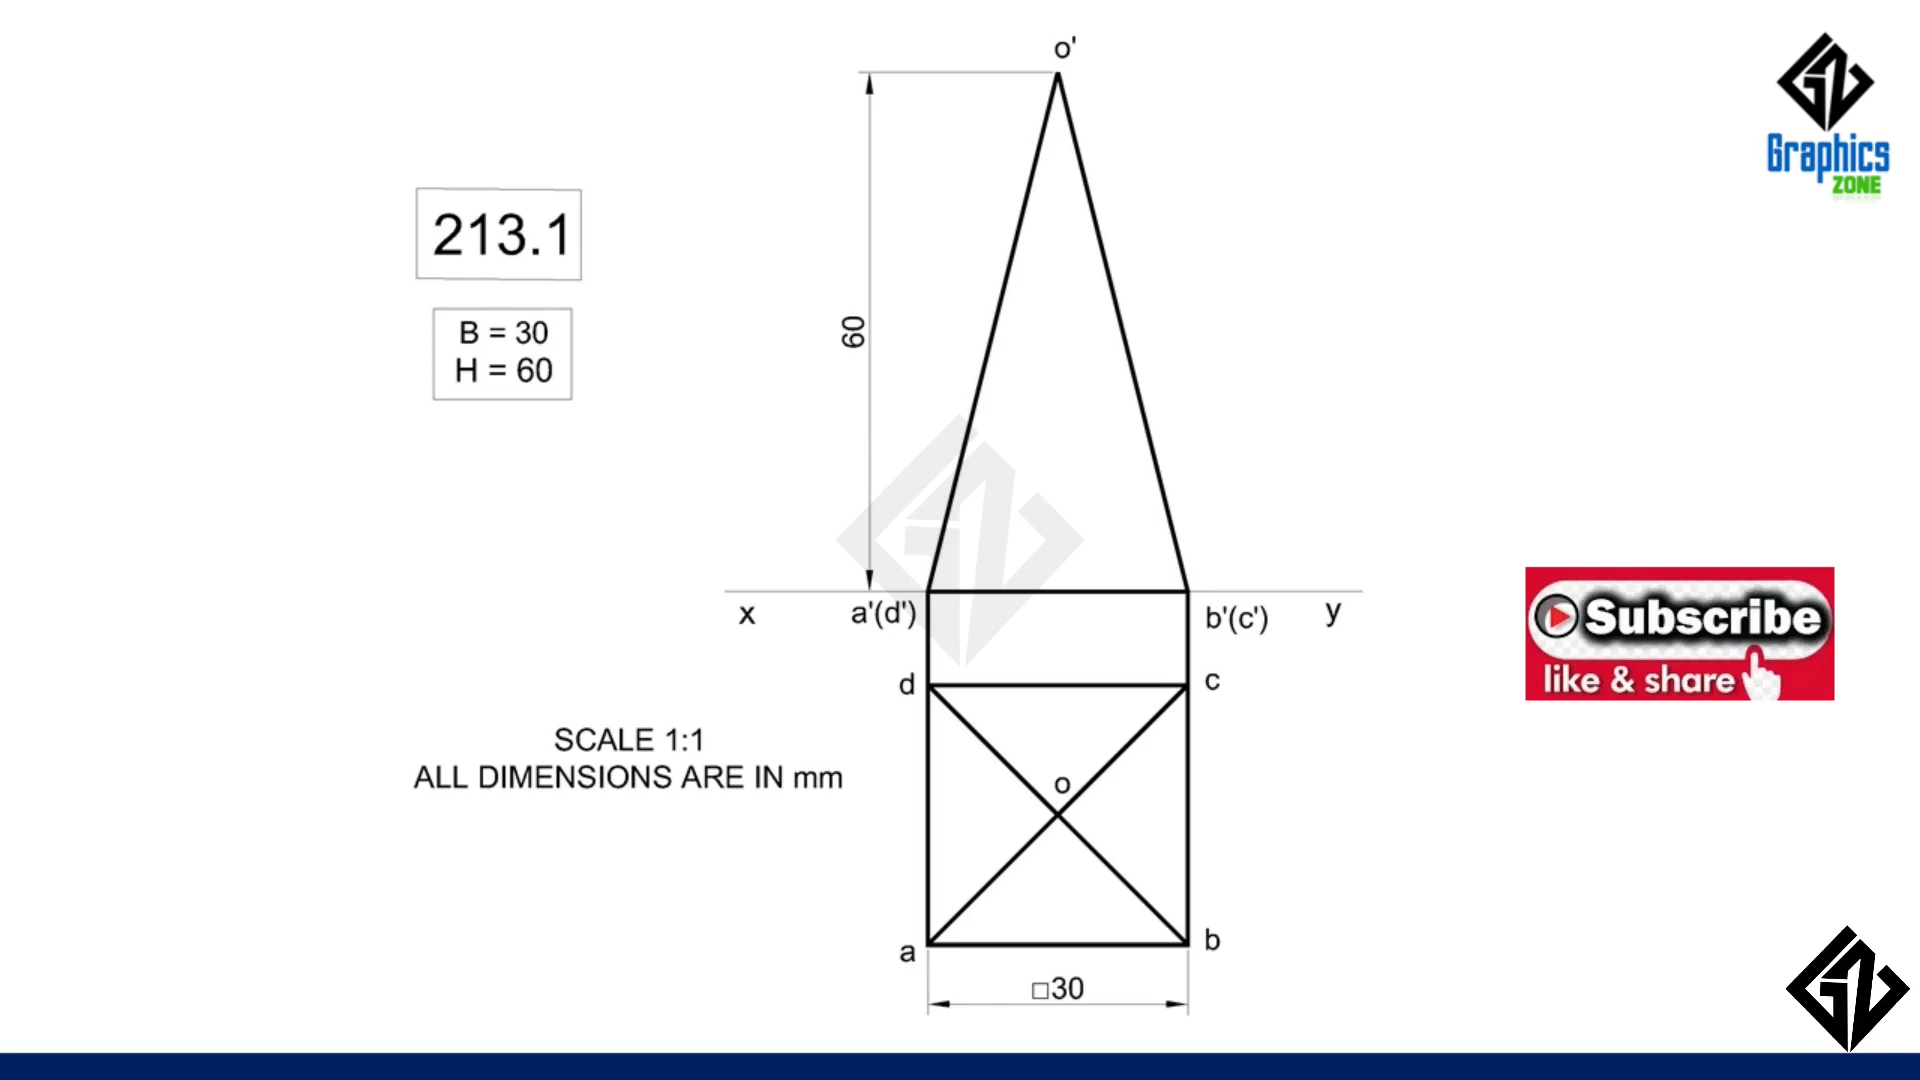 o'
Graphics
ZONE
213.1
B = 30
H = 60
60
x
a'(d')
b'(c')
y
Subscribe
like & share
d
c
SCALE 1:1
ALL DIMENSIONS ARE IN mm
o
a
b
□30